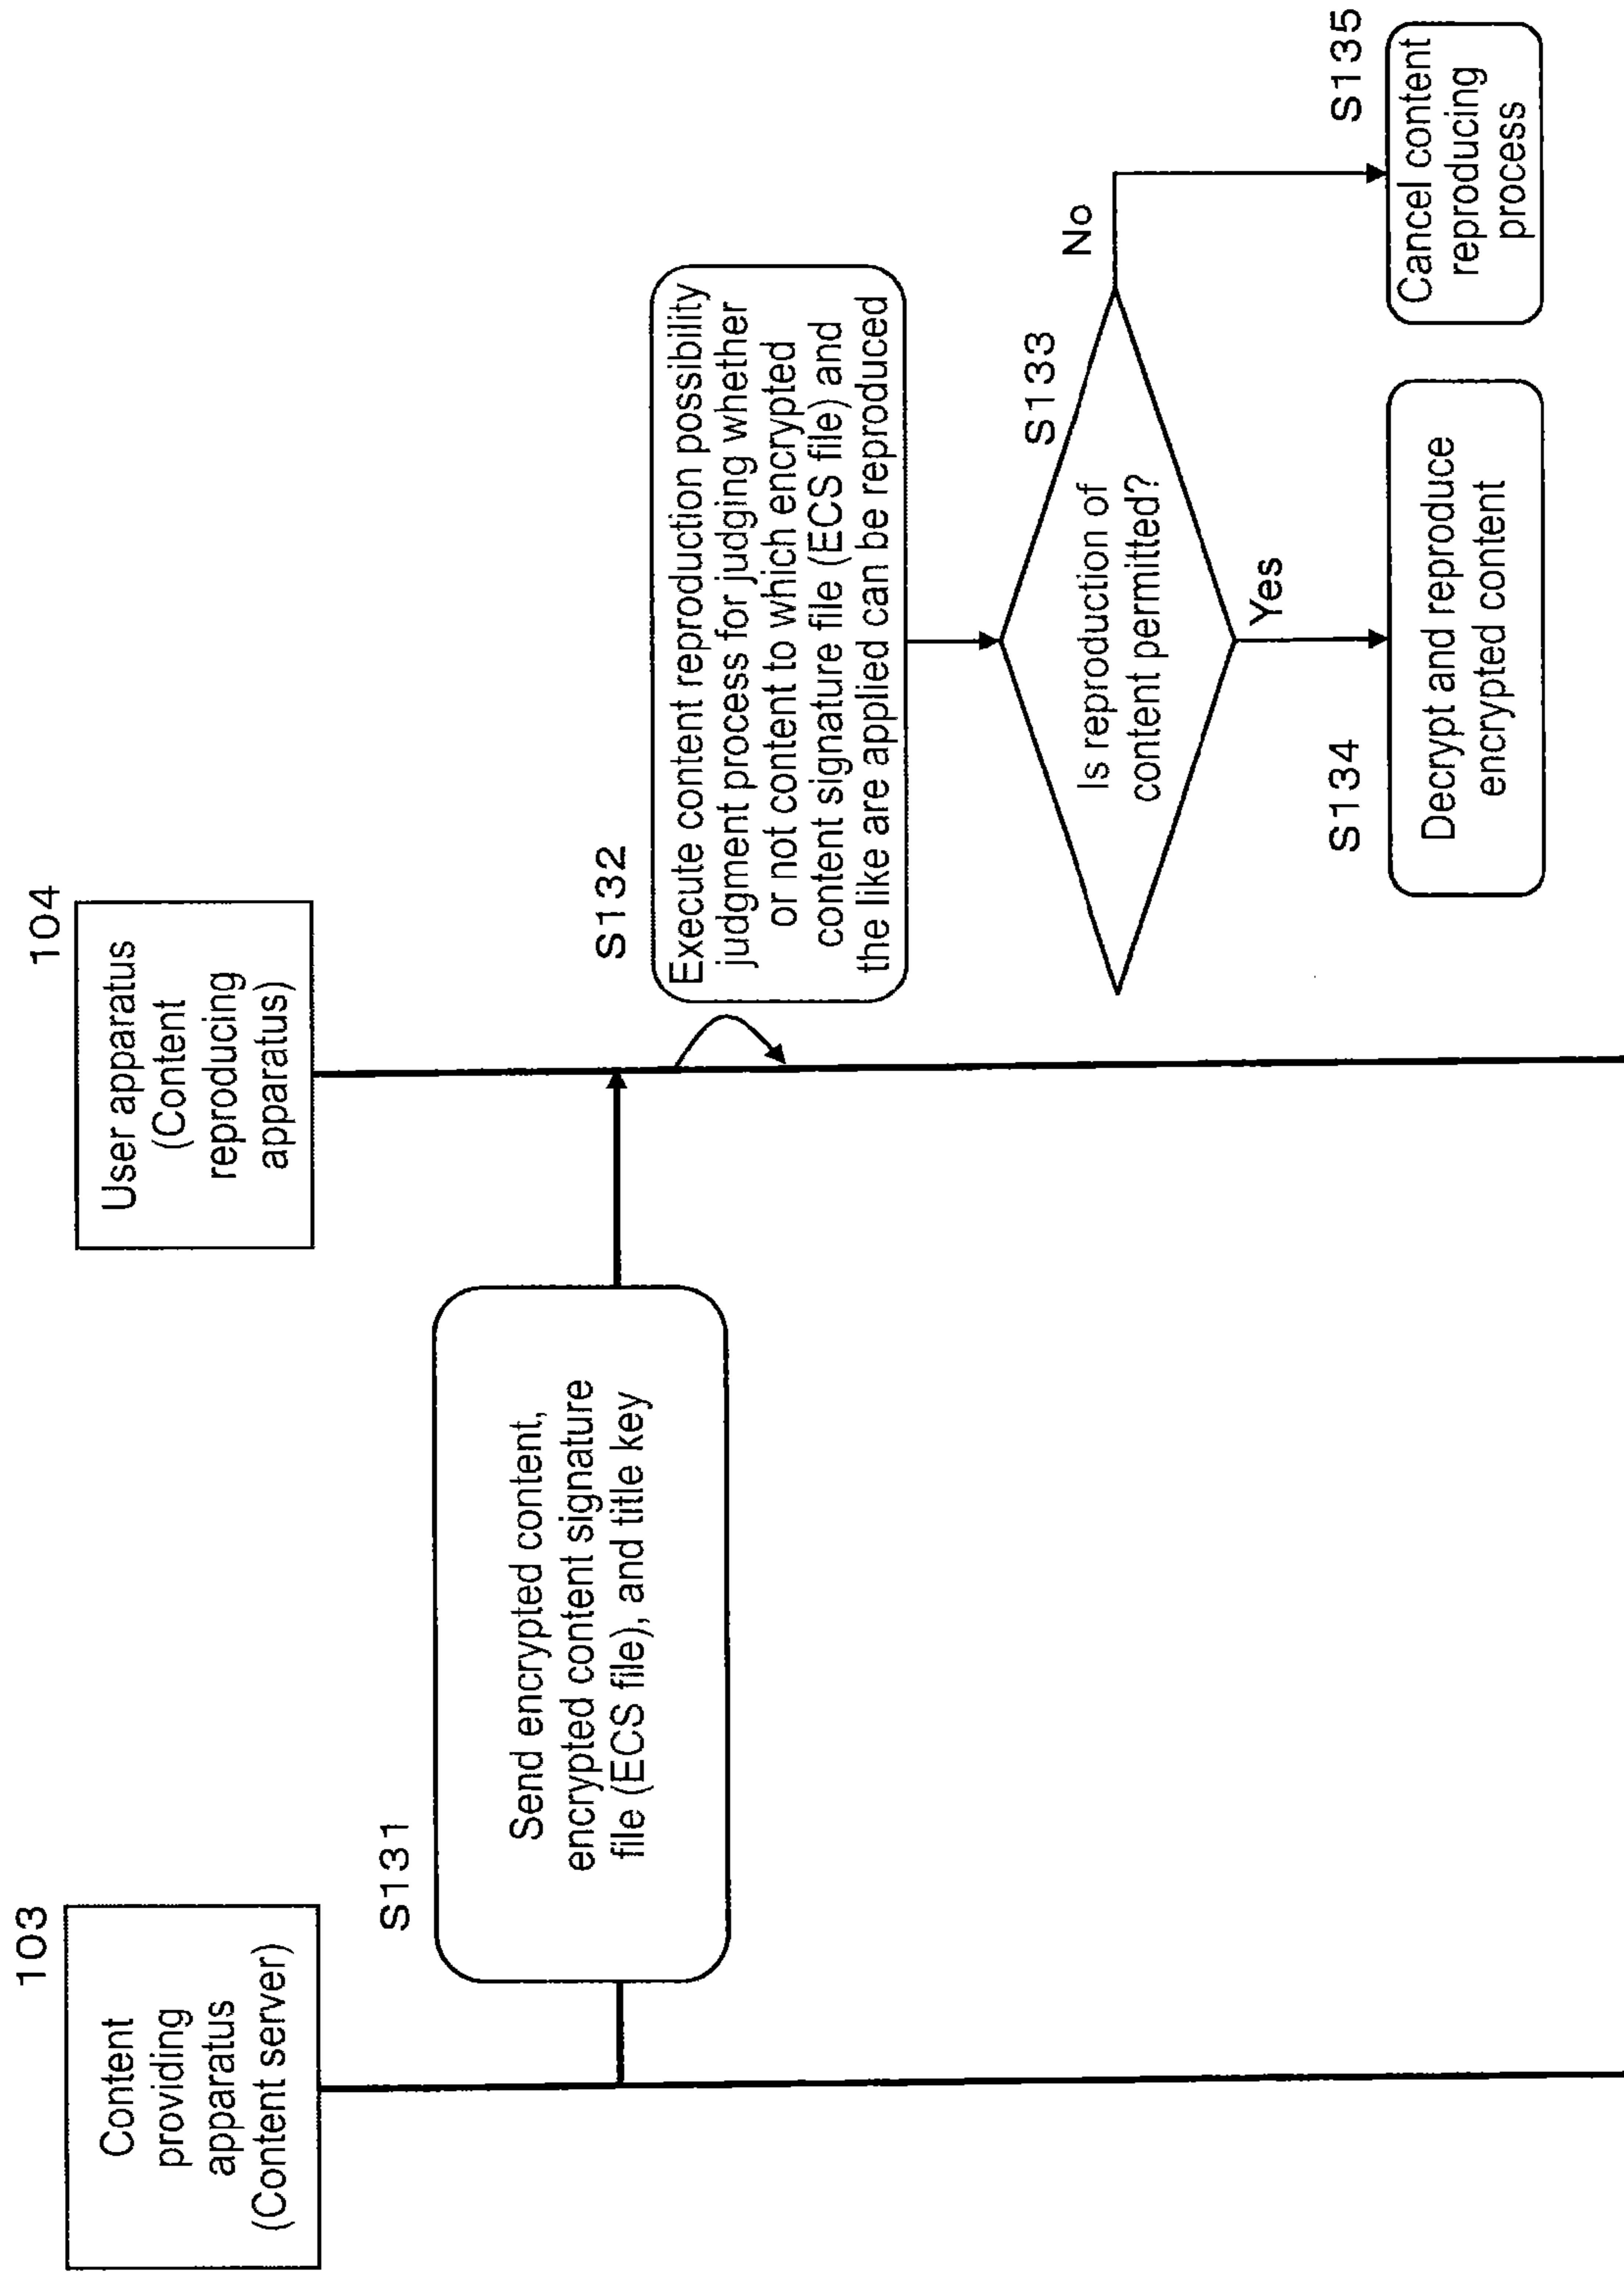 103
Content
providing
apparatus
(Content server)
104
User apparatus
(Content
reproducing
apparatus)
S131
Send encrypted content,
encrypted content signature
file (ECS file), and title key
S132
Execute content reproduction possibility
judgment process for judging whether
or not content to which encrypted
content signature file (ECS file) and
the like are applied can be reproduced
S133
Is reproduction of
content permitted?
No
Yes
S134
Decrypt and reproduce
encrypted content
S135
Cancel content
reproducing
process